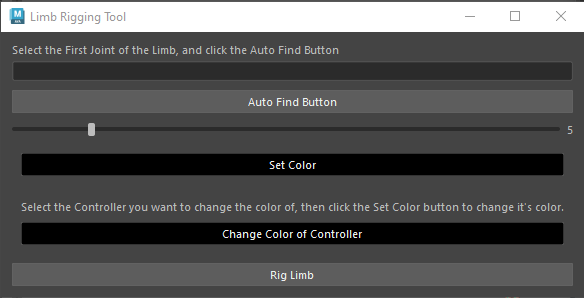 Limb Rigging Tool
Select the First Joint of the Limb, and click the Auto Find Button
Auto Find Button
5
Set Color
Select the Controller you want to change the color of, then click the Set Color button to change it's color.
Change Color of Controller
Rig Limb